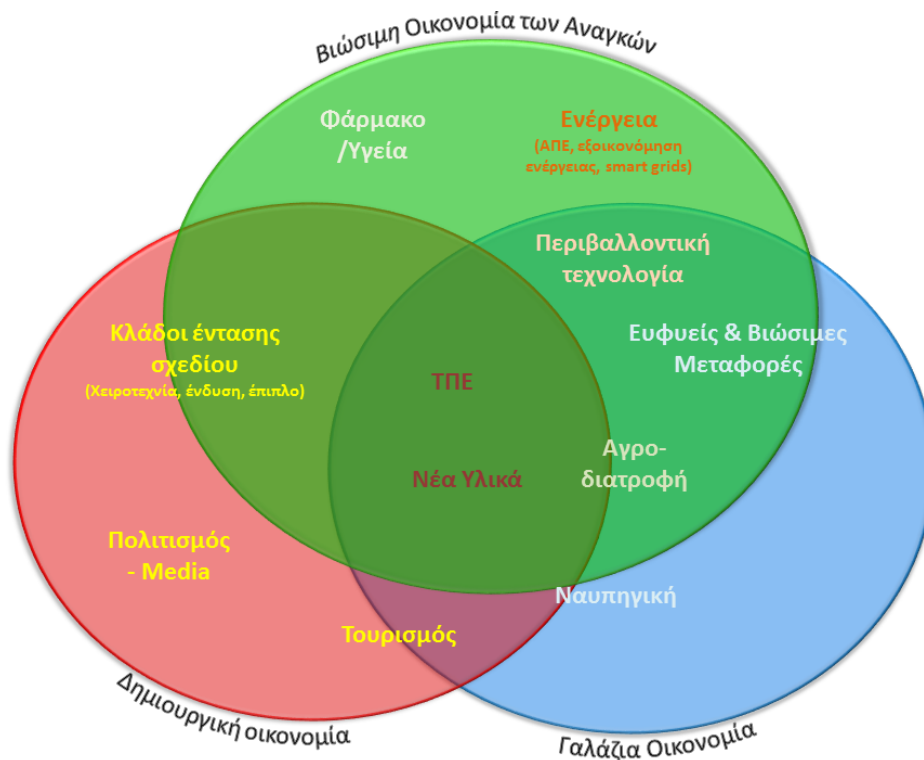 Βιώσιμη Οικονομία των Αναγκών
Φάρμακο
/Υγεία
Ενέργεια
(ΑΠΕ, εξοικονόμηση
ενέργειας, smart grids)
Περιβαλλοντική
τεχνολογία
Κλάδοι έντασης
σχεδίου
(Χειροτεχνία, ένδυση, έπιπλο)
Ευφυείς & Βιώσιμες
Μεταφορές
ΤΠΕ
Νέα Υλικά
Αγρο-
διατροφή
Πολιτισμός
- Media
Ναυπηγική
Τουρισμός
Δημιουργική οικονομία
Γαλάζια Οικονομία